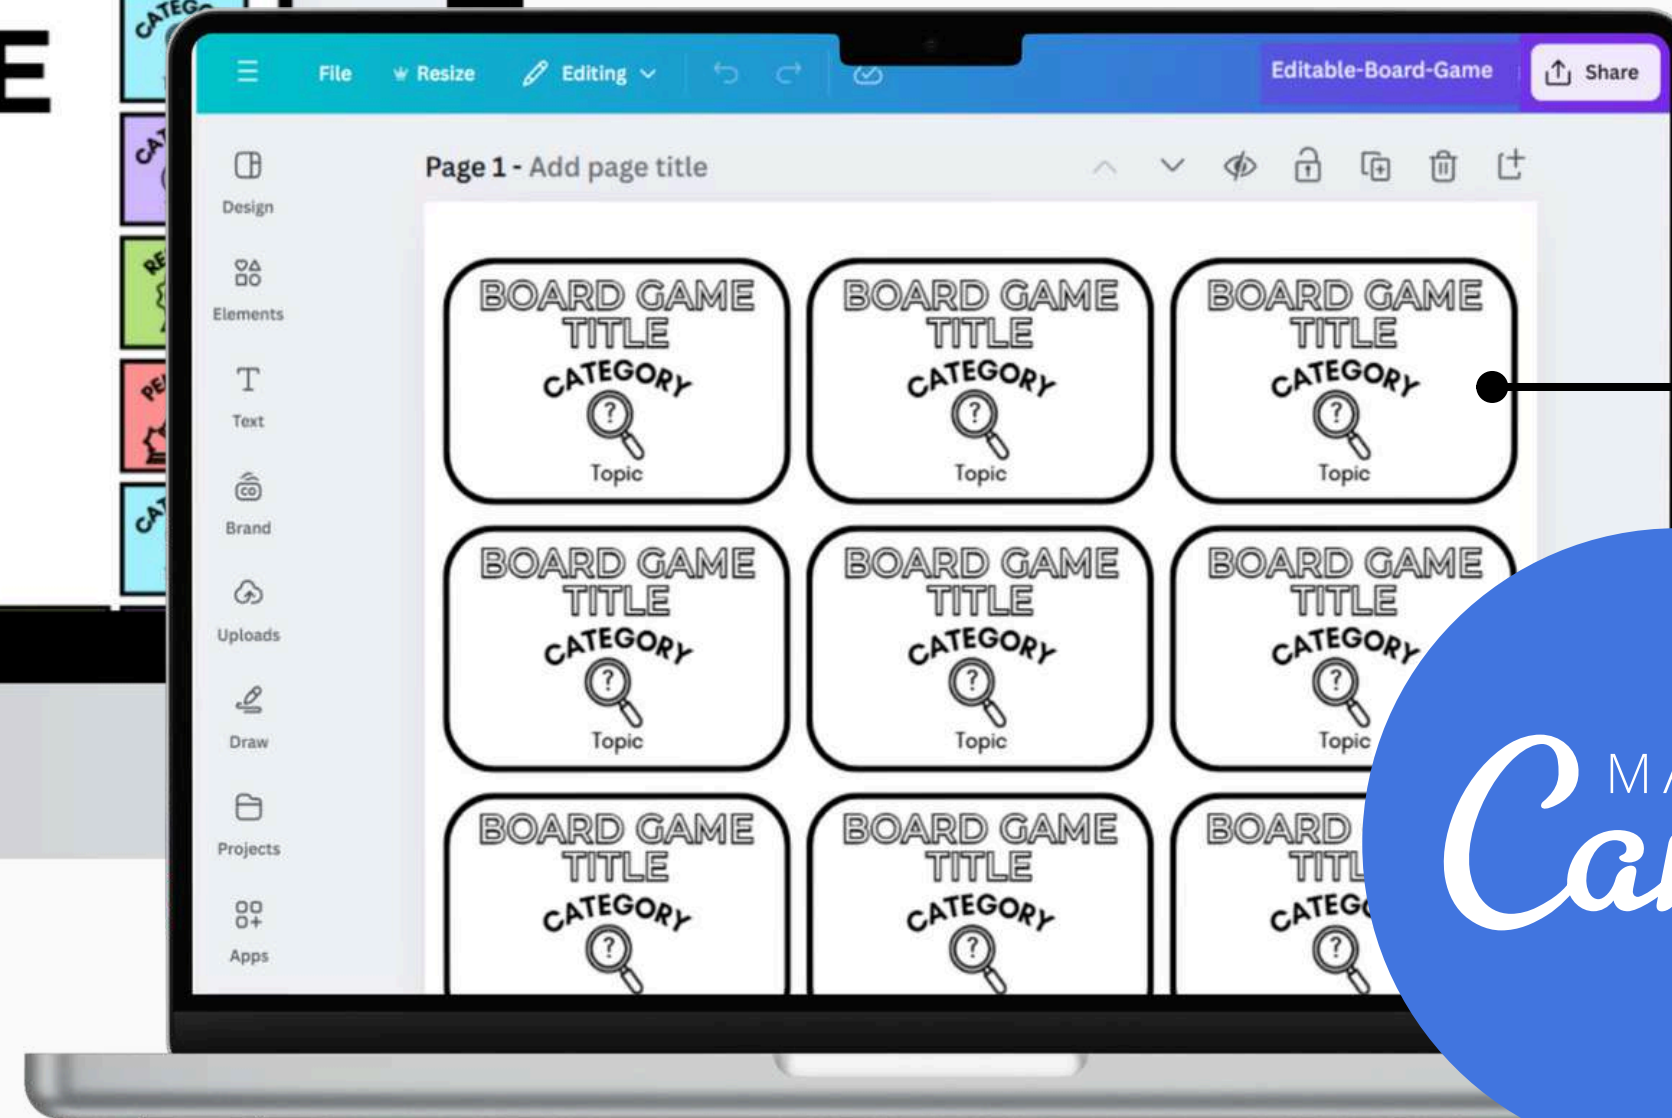 E
File Resize Editing Editable-Board-Game Share
Page 1 - Add page title
Design
Elements
Text
Brand
CO
Uploads
Draw
Projects
Apps
BOARD GAME BOARD GAME BOARD GAME
TITLE TITLE TITLE
CATEGORY CATEGORY CATEGORY
? ? ?
Topic Topic Topic
BOARD GAME BOARD GAME BOARD GAME
TITLE TITLE TITLE
CATEGORY CATEGORY CATEGORY
? ? ?
Topic Topic Topic
BOARD GAME BOARD GAME BOARD
TITLE TITLE
CATEGORY CATEGORY
? ? ?